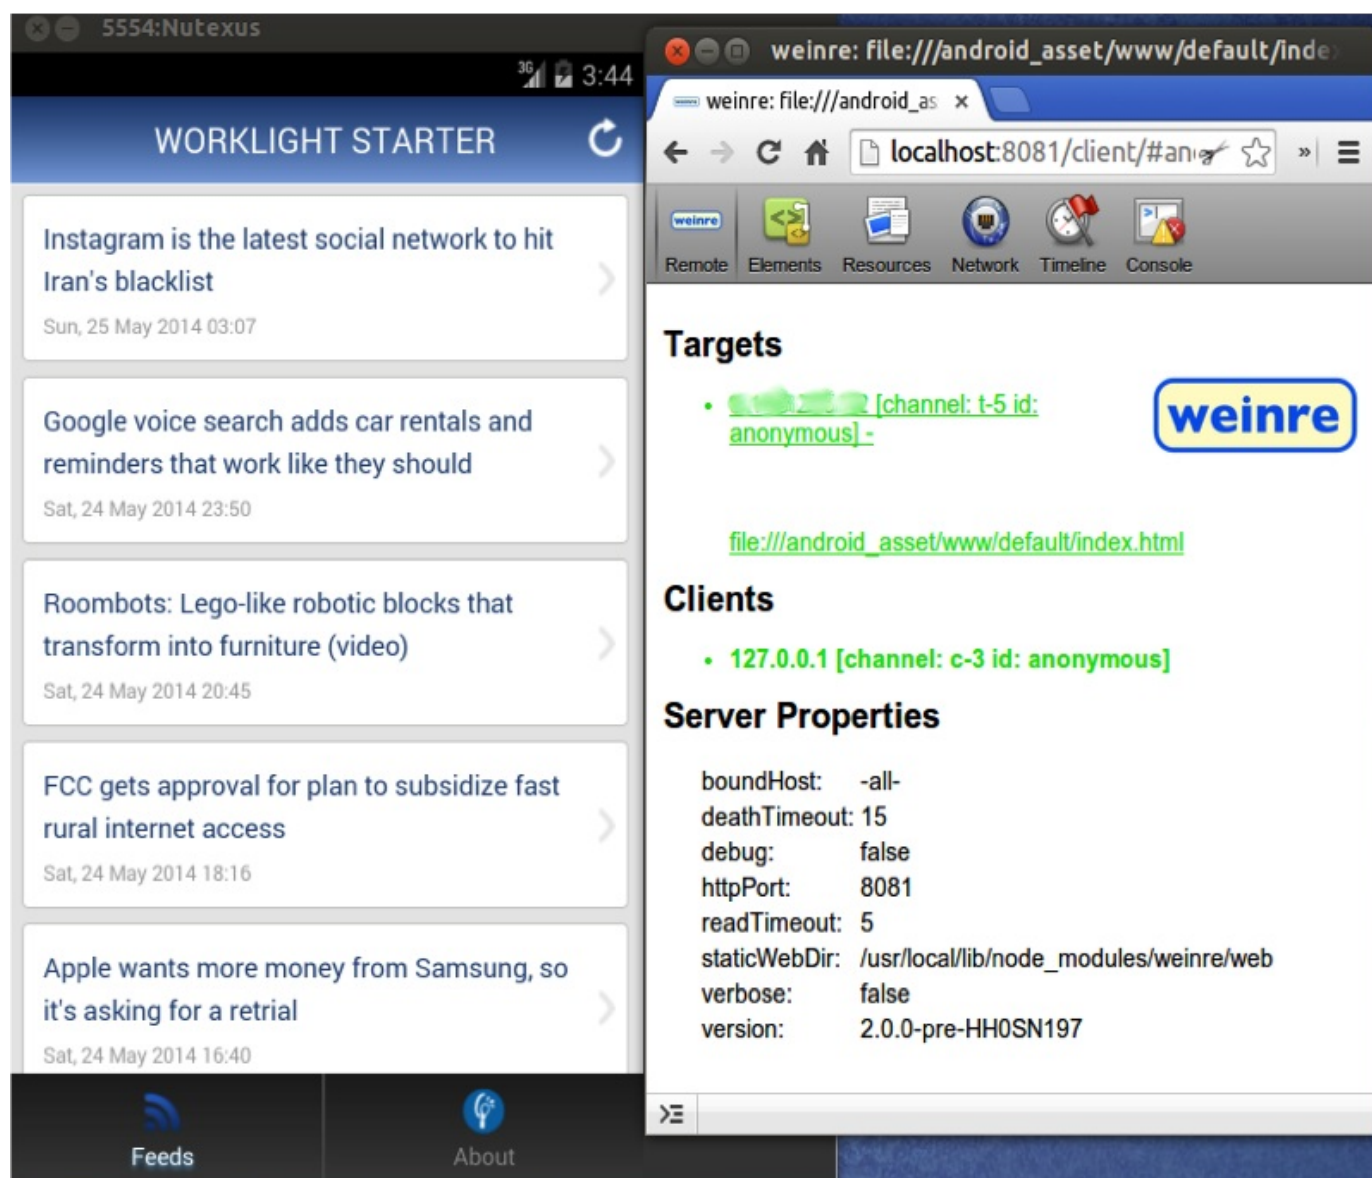 5554:Nutexus
3G 3:44
WORKLIGHT STARTER
Instagram is the latest social network to hit
Iran's blacklist
Sun, 25 May 2014 03:07
Google voice search adds car rentals and
reminders that work like they should
Sat, 24 May 2014 23:50
Roombots: Lego-like robotic blocks that
transform into furniture (video)
Sat, 24 May 2014 20:45
FCC gets approval for plan to subsidize fast
rural internet access
Sat, 24 May 2014 18:16
Apple wants more money from Samsung, so
it's asking for a retrial
Sat, 24 May 2014 16:40
Feeds
About
weinre: file:///android_asset/www/default/inde
weinre: file:///android_as
localhost:8081/client/#an
weinre
Remote Elements Resources Network Timeline Console
Targets
[channel: t-5 id:
anonymous] -
weinre
file:///android_asset/www/default/index.html
Clients
127.0.0.1 [channel: c-3 id: anonymous]
Server Properties
boundHost: -all-
deathTimeout: 15
debug: false
httpPort: 8081
readTimeout: 5
staticWebDir: /usr/local/lib/node_modules/weinre/web
verbose: false
version: 2.0.0-pre-HH0SN197